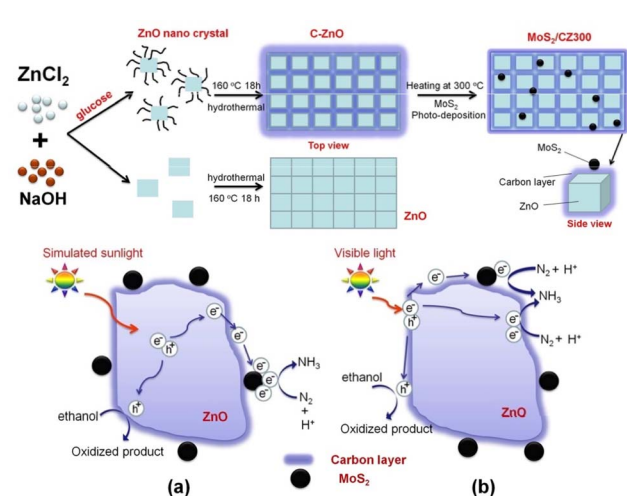 ZnO nano crystal
C-ZnO
MoS2/CZ300
ZnCl2
glucose
160 °C 18h
hydrothermal
Heating at 300 °C
MoS2
Photo-deposition
+
NaOH
Top view
hydrothermal
160 °C 18 h
ZnO
MoS2
Carbon layer
ZnO
Side view
Simulated sunlight
e-
h+
e-
e-
e-
e-
e-
NH3
N2
+
H+
h+
ethanol
ZnO
Oxidized product
(a)
Visible light
e-
h+
e-
e-
N2 + H+
NH3
e-
e-
N2 + H+
h+
ethanol
ZnO
Oxidized product
(b)
Carbon layer
MoS2